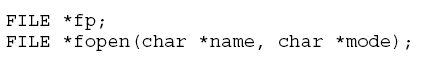 FILE *fp;
FILE *fopen(char *name, char *mode);